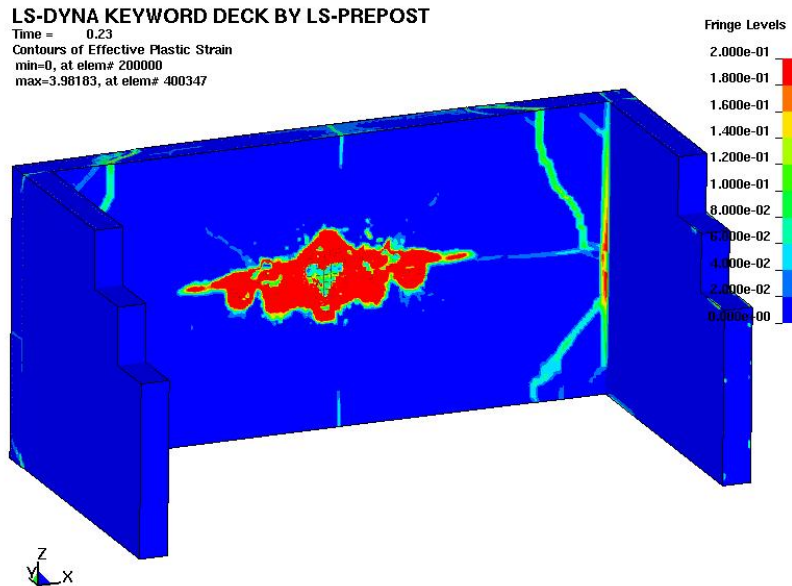 LS-DYNA KEYWORD DECK BY LS-PREPOST
Time = 0.23
Contours of Effective Plastic Strain
min=0, at elem# 200000
max=3.98183, at elem# 400347
Fringe Levels
2.000e-01
1.800e-01
1.600e-01
1.400e-01
1.200e-01
1.000e-01
8.000e-02
6.000e-02
4.000e-02
2.000e-02
0.000e+00
Z
Y
X